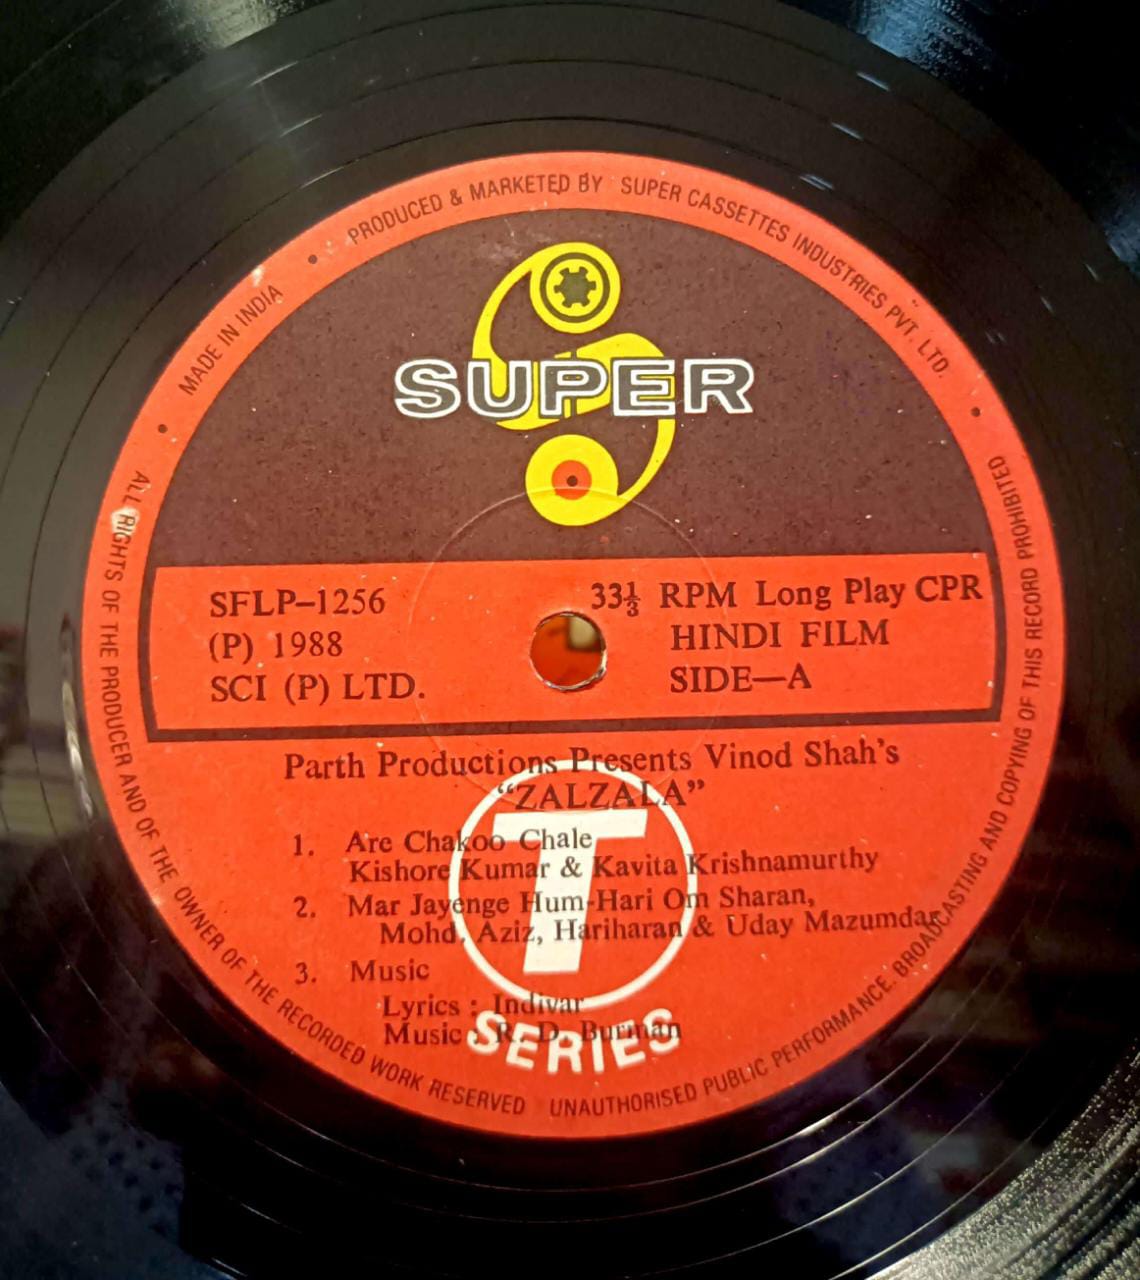 MADE IN INDIA • PRODUCED & MARKETED BY SUPER CASSETTES INDUSTRIES PVT. LTD.
SUPER
SFLP–1256
33⅓ RPM Long Play CPR
(P) 1988
HINDI FILM
SCI (P) LTD.
SIDE—A
Parth Productions Presents Vinod Shah's
“ZALZALA”
1. Are Chakoo Chale
Kishore Kumar & Kavita Krishnamurthy
2. Mar Jayenge Hum-Hari Om Sharan,
Mohd. Aziz, Hariharan & Uday Mazumdar
3. Music
Lyrics : Indivar
Music : R. D. Burman
T
SERIES
ALL RIGHTS OF THE PRODUCER AND OF THE OWNER OF THE RECORDED WORK RESERVED UNAUTHORISED PUBLIC PERFORMANCE. BROADCASTING AND COPYING OF THIS RECORD PROHIBITED